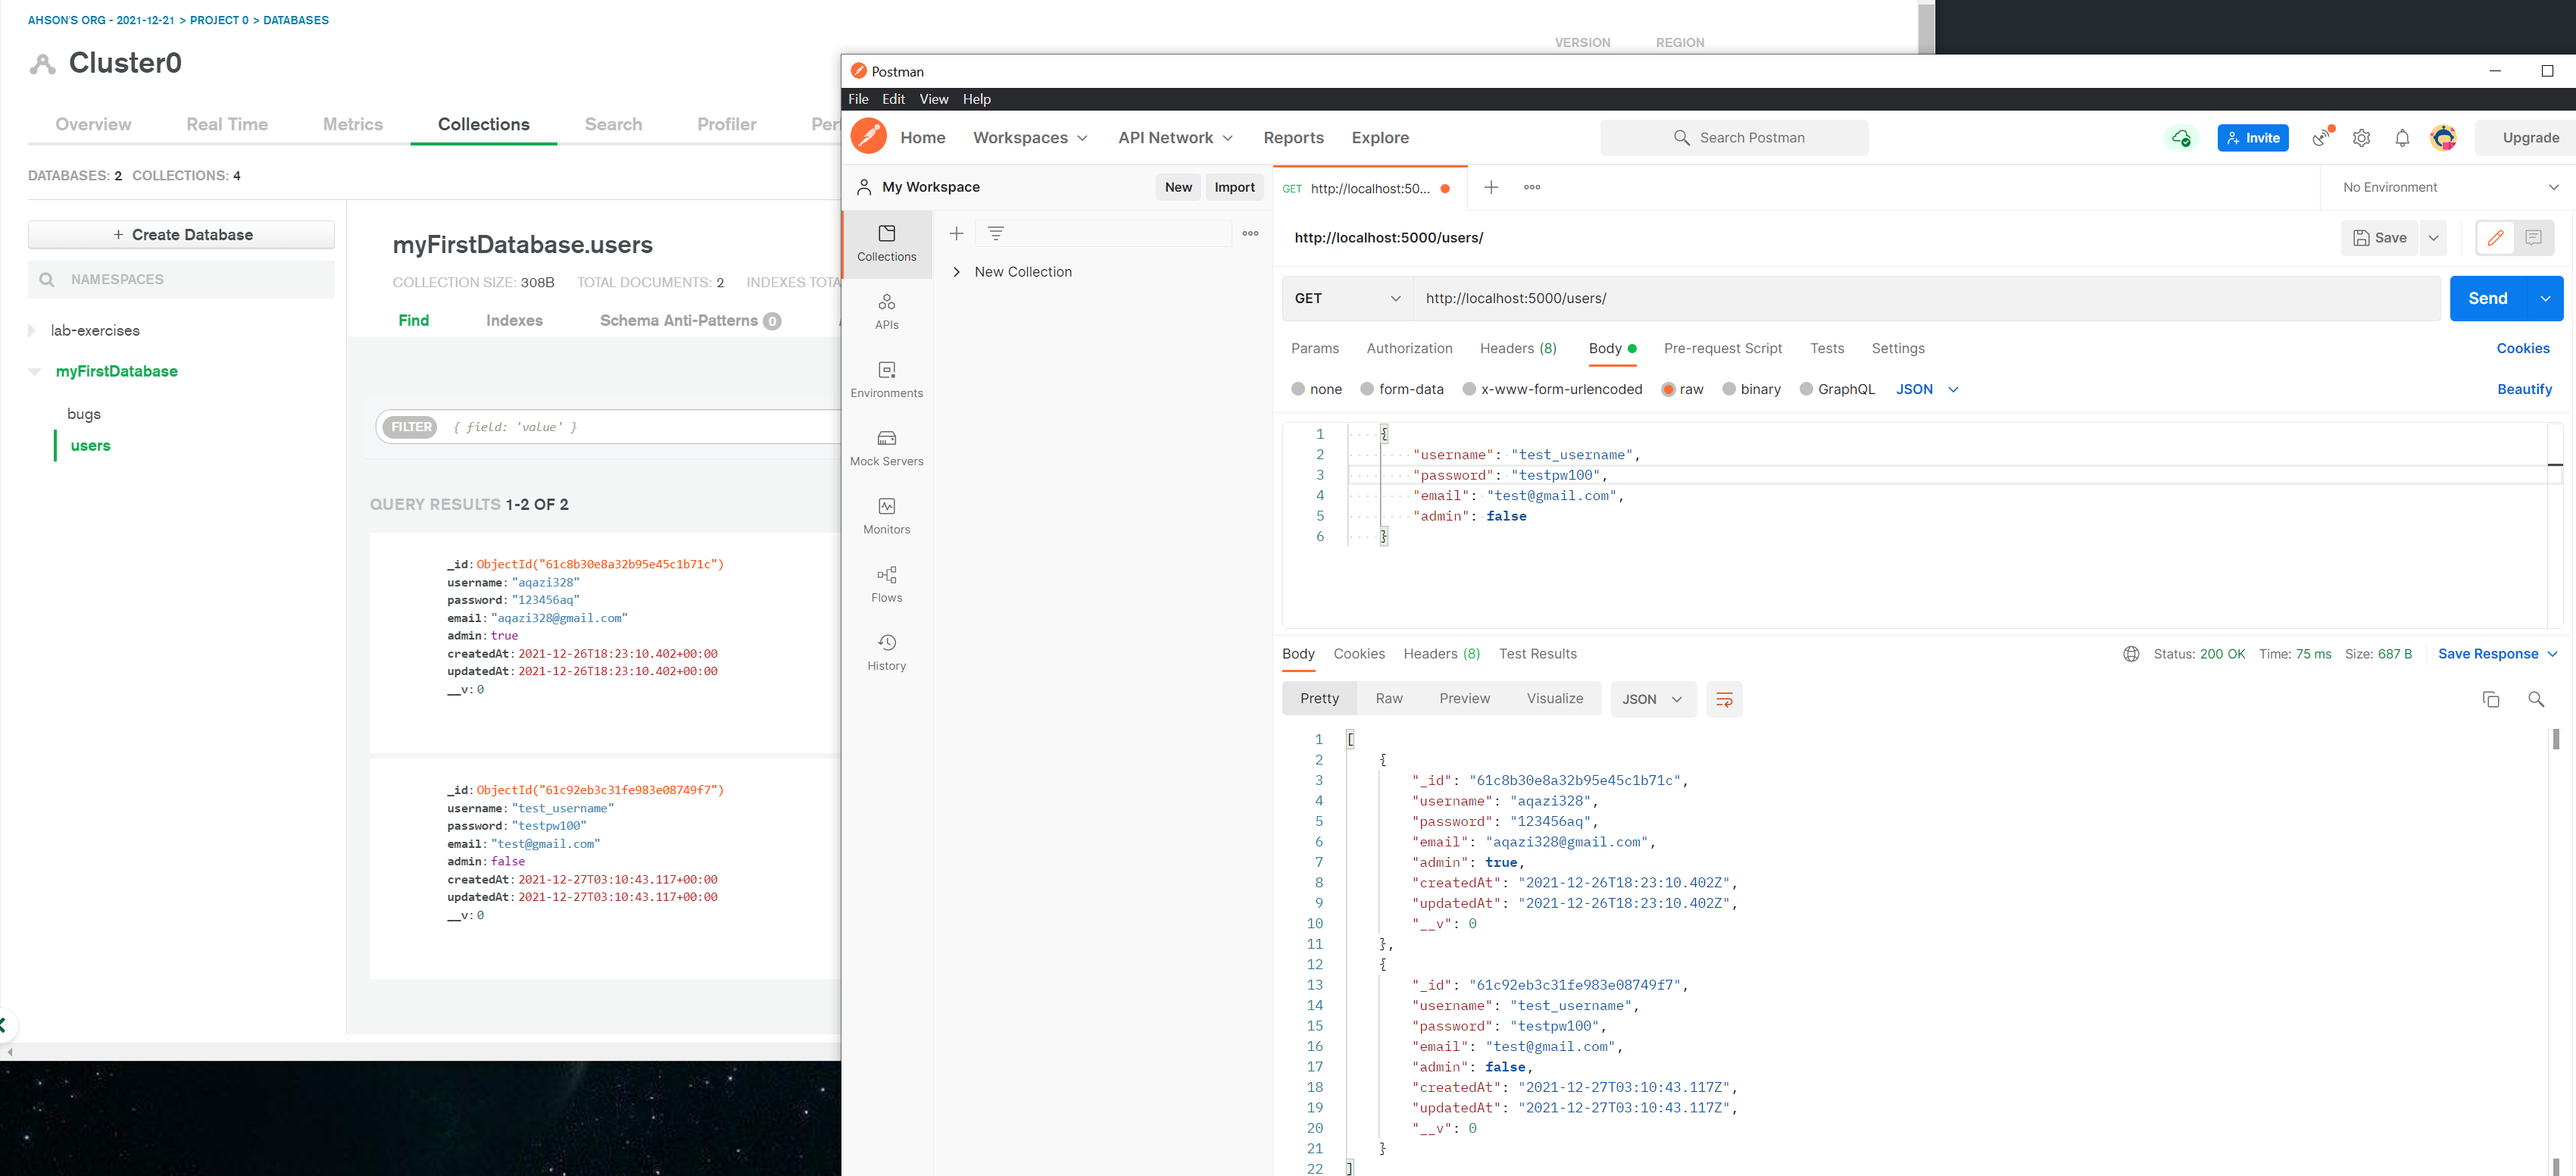 AHSON'S ORG - 2021-12-21 > PROJECT 0 > DATABASES
Cluster0
VERSION REGION
Overview Real Time Metrics Collections Search Profiler
DATABASES: 2 COLLECTIONS: 4
+ Create Database
NAMESPACES
lab-exercises
myFirstDatabase
bugs
users
myFirstDatabase.users
COLLECTION SIZE: 308B TOTAL DOCUMENTS: 2 INDEXES
Find Indexes Schema Anti-Patterns 0
FILTER { field: 'value' }
QUERY RESULTS 1-2 OF 2
_id: ObjectId("61c8b30e8a32b95e45c1b71c")
username: "aqazi328"
password: "123456aq"
email: "aqazi328@gmail.com"
admin: true
createdAt: 2021-12-26T18:23:10.402+00:00
updatedAt: 2021-12-26T18:23:10.402+00:00
__v: 0
_id: ObjectId("61c92eb3c31fe983e08749f7")
username: "test_username"
password: "testpw100"
email: "test@gmail.com"
admin: false
createdAt: 2021-12-27T03:10:43.117+00:00
updatedAt: 2021-12-27T03:10:43.117+00:00
__v: 0
Postman
File Edit View Help
Home Workspaces API Network Reports Explore
Search Postman
Invite
Upgrade
My Workspace New Import
GET http://localhost:50...
No Environment
Collections
APIs
Environments
Mock Servers
Monitors
Flows
History
New Collection
http://localhost:5000/users/
Save
GET http://localhost:5000/users/
Send
Params Authorization Headers (8) Body Pre-request Script Tests Settings
Cookies
none form-data x-www-form-urlencoded raw binary GraphQL JSON
Beautify
1 {
2 "username": "test_username",
3 "password": "testpw100",
4 "email": "test@gmail.com",
5 "admin": false
6 }
Body Cookies Headers (8) Test Results
Status: 200 OK Time: 75 ms Size: 687 B Save Response
Pretty Raw Preview Visualize JSON
1 [
2 {
3 "_id": "61c8b30e8a32b95e45c1b71c",
4 "username": "aqazi328",
5 "password": "123456aq",
6 "email": "aqazi328@gmail.com",
7 "admin": true,
8 "createdAt": "2021-12-26T18:23:10.402Z",
9 "updatedAt": "2021-12-26T18:23:10.402Z",
10 "__v": 0
11 },
12 {
13 "_id": "61c92eb3c31fe983e08749f7",
14 "username": "test_username",
15 "password": "testpw100",
16 "email": "test@gmail.com",
17 "admin": false,
18 "createdAt": "2021-12-27T03:10:43.117Z",
19 "updatedAt": "2021-12-27T03:10:43.117Z",
20 "__v": 0
21 }
22 ]